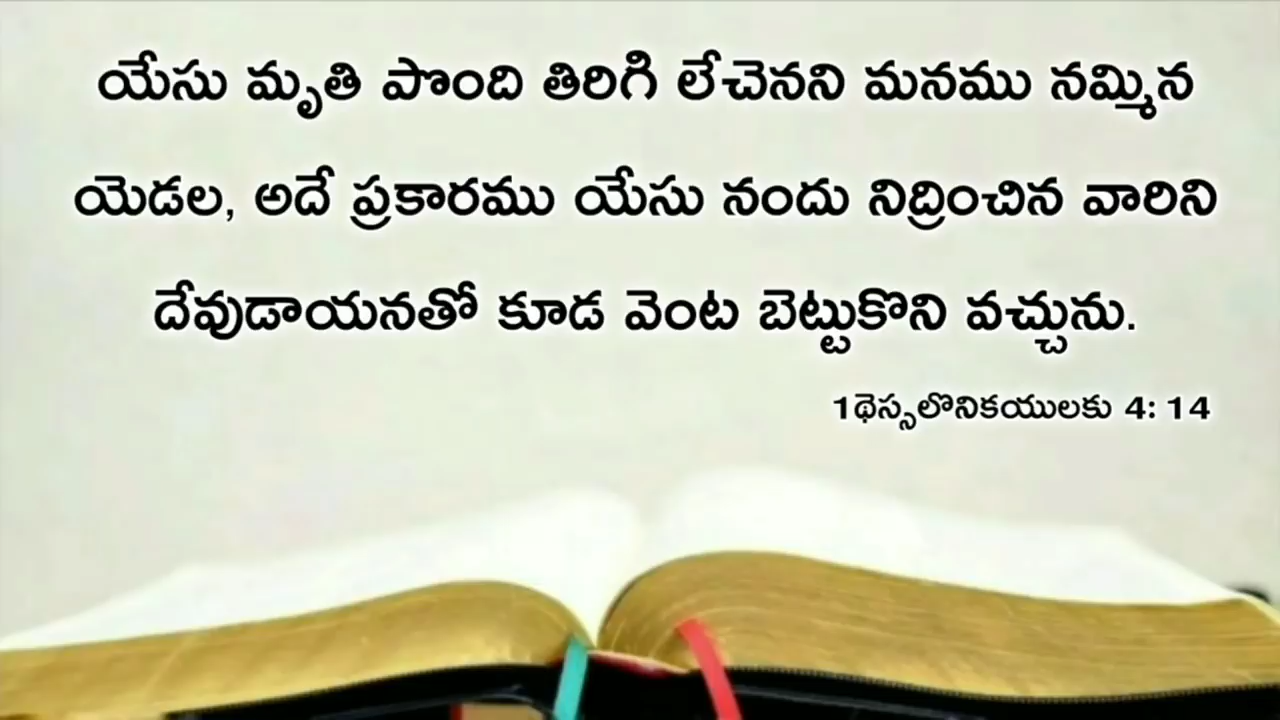 యేసు మృతి పొంది తిరిగి లేచెనని మనము నమ్మిన
యెడల, అదే ప్రకారము యేసు నందు నిద్రించిన వారిని
దేవుడాయనతో కూడ వెంట బెట్టుకొని వచ్చును.
1థెస్సలొనికయులకు 4: 14